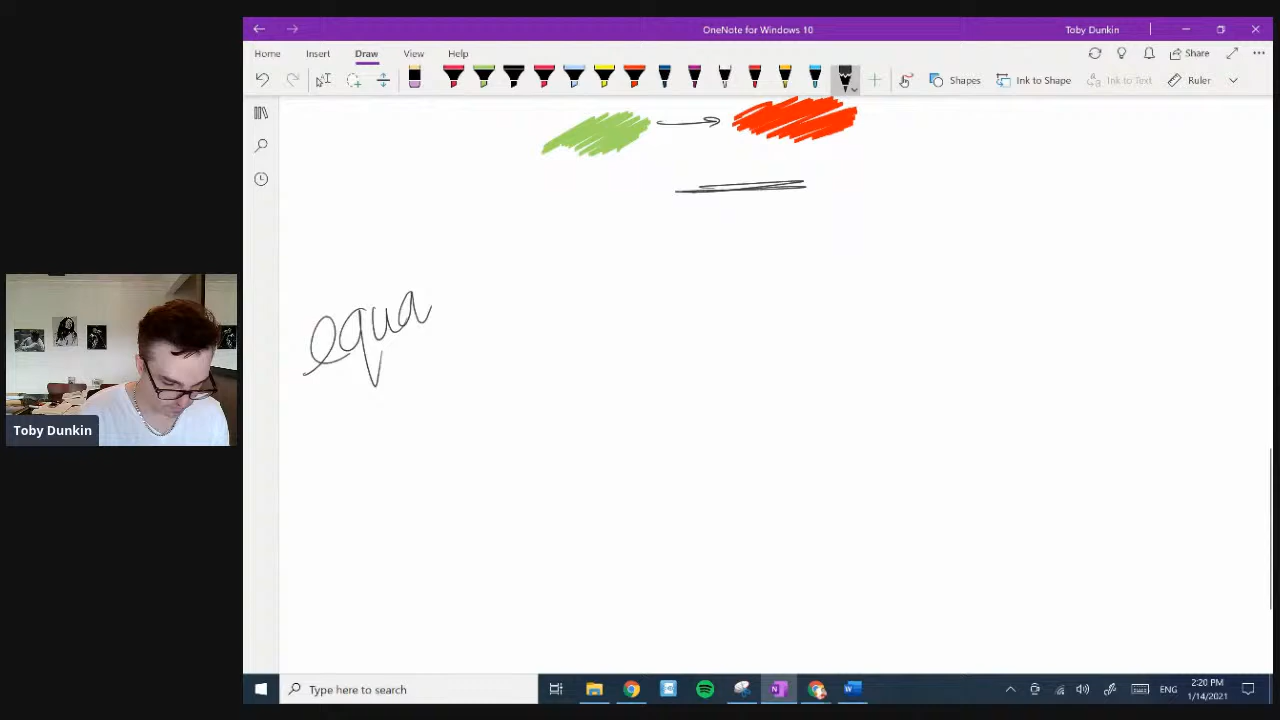 OneNote for Windows 10
Toby Dunkin
Home Insert Draw View Help
Share
Shapes Ink to Shape Ink to Text Ruler
equa
Toby Dunkin
Type here to search
ENG
2:20 PM
1/14/2021